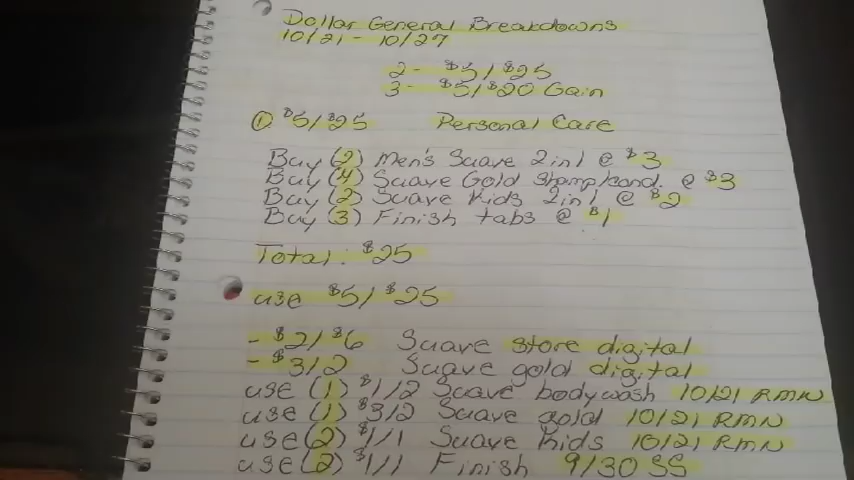 Dollar General Breakdowns
10/21 - 10/27
2 - $5/$25
3 - $5/$20 Gain
① $5/$25 Personal Care
Buy (2) Men's Suave 2in1 @ $3
Buy (4) Suave Gold Shamp/cond. @ $3
Buy (2) Suave Kids 2in1 @ $2
Buy (3) Finish tabs @ $1
Total: $25
use $5/$25
- $2/$6 Suave store digital
- $3/2 Suave gold digital
use (1) $1/2 Suave bodywash 10/21 RMN
use (1) $3/2 Suave gold 10/21 RMN
use (2) $1/1 Suave Kids 10/21 RMN
use (2) $1/1 Finish 9/30 SS